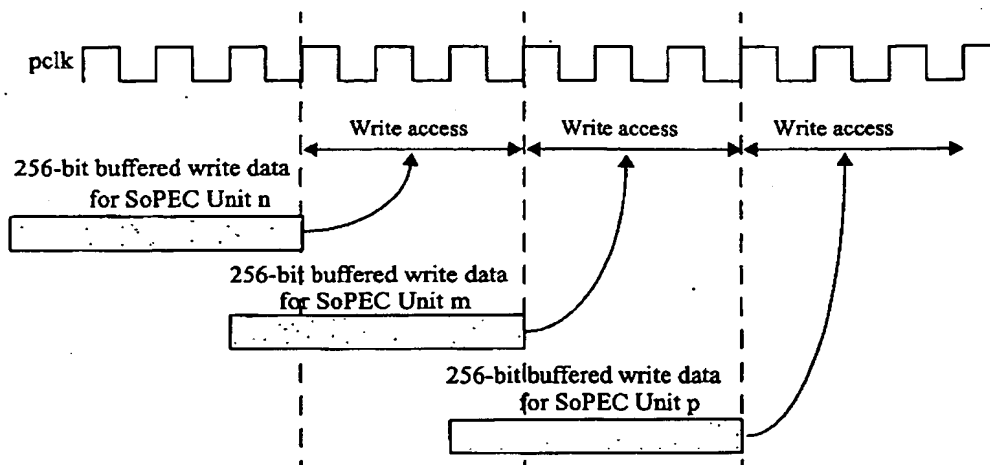 pclk
Write access
Write access
Write access
256-bit buffered write data
for SoPEC Unit n
256-bit buffered write data
for SoPEC Unit m
256-bit buffered write data
for SoPEC Unit p